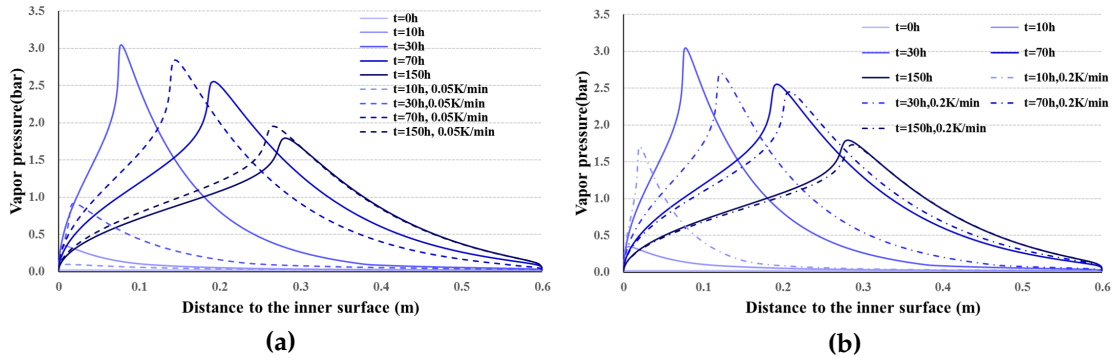 3.5
3.0
2.5
2.0
1.5
1.0
0.5
0.0
Vapor pressure(bar)
t=0h
t=10h
t=30h
t=70h
t=150h
t=10h, 0.05K/min
t=30h,0.05K/min
t=70h, 0.05K/min
t=150h, 0.05K/min
0 0.1 0.2 0.3 0.4 0.5 0.6
Distance to the inner surface (m)
(a)
3.5
3.0
2.5
2.0
1.5
1.0
0.5
0.0
Vapor pressure(bar)
t=0h t=10h
t=30h t=70h
t=150h t=10h,0.2K/min
t=30h,0.2K/min t=70h,0.2K/min
t=150h,0.2K/min
0 0.1 0.2 0.3 0.4 0.5 0.6
Distance to the inner surface (m)
(b)